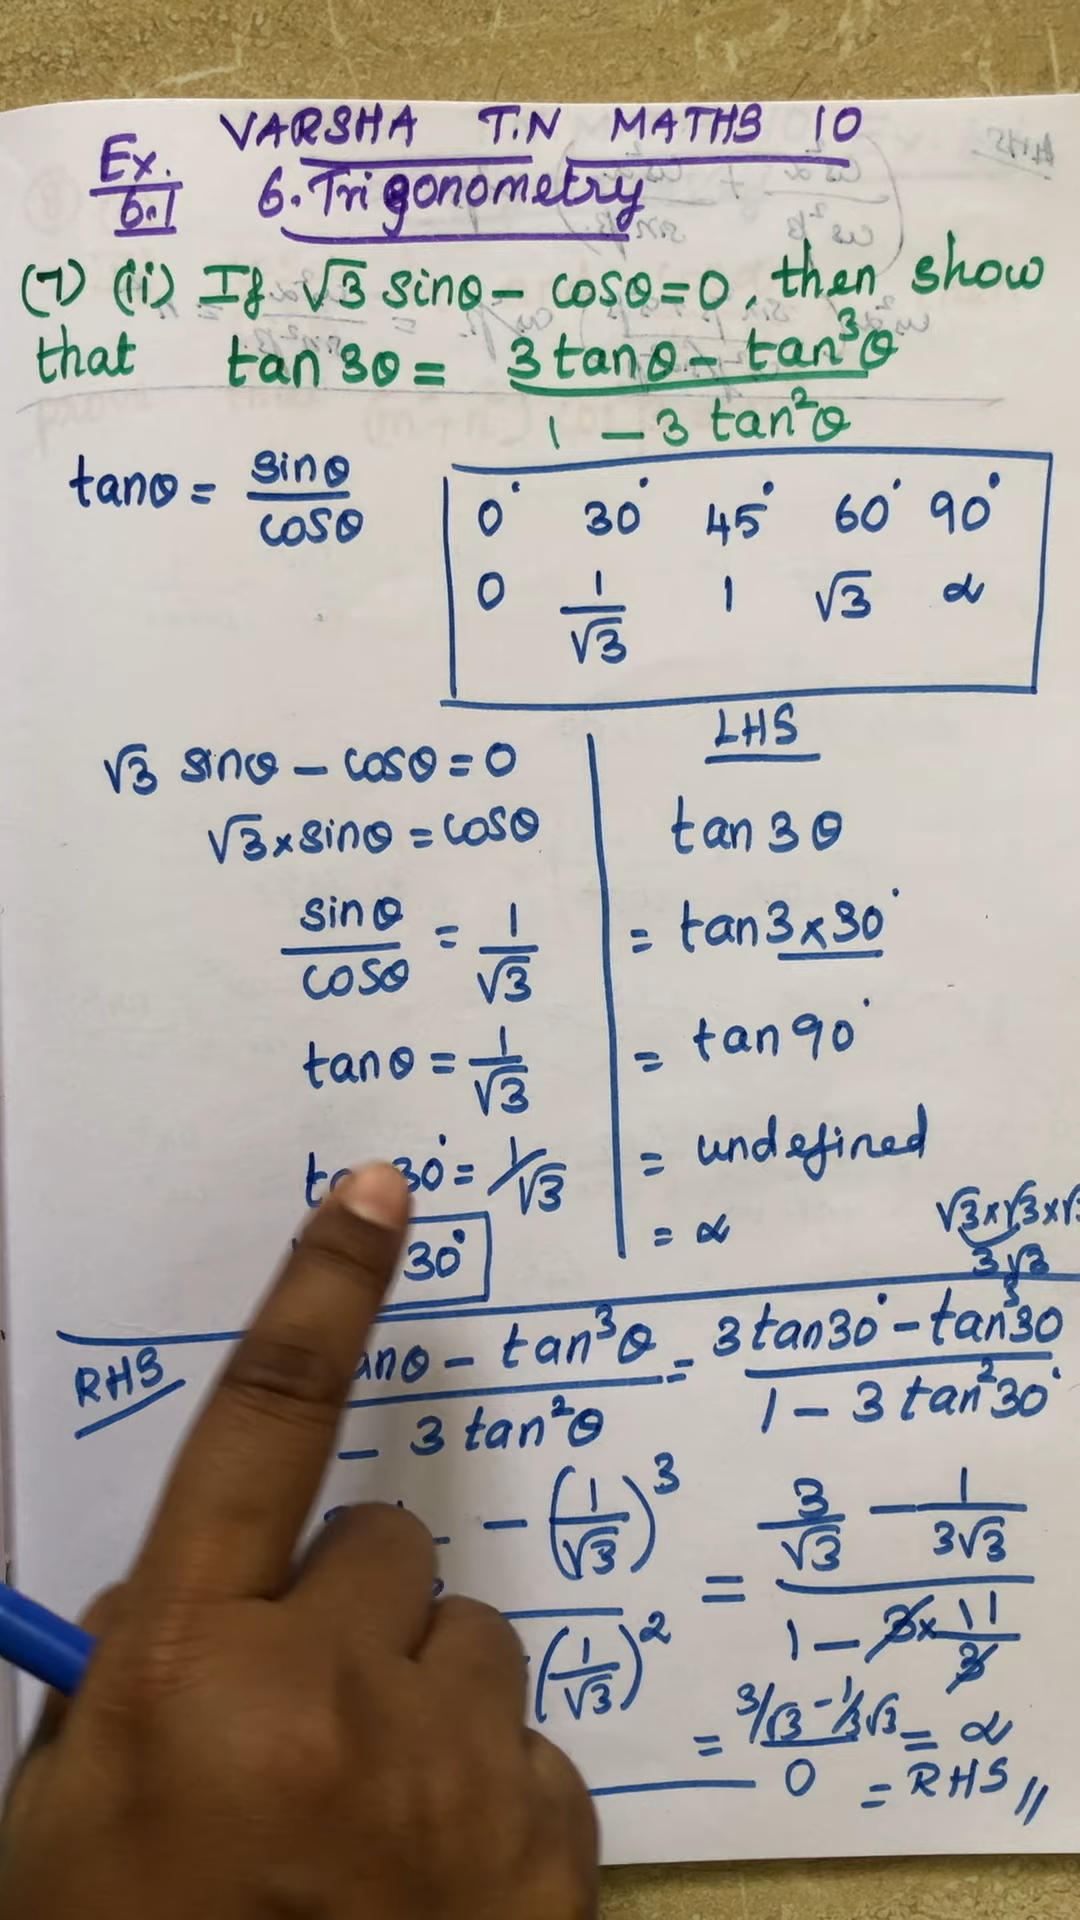 VARSHA T.N MATHS 10
Ex. 6.1
6. Trigonometry
(7) (ii) If √3 sinθ − cosθ = 0, then show
that tan 3θ = 3 tanθ − tan³θ / 1 − 3 tan²θ
tanθ = sinθ / cosθ
0° 30° 45° 60° 90°
0 1/√3 1 √3 α
√3 sinθ − cosθ = 0
√3 × sinθ = cosθ
sinθ / cosθ = 1/√3
tanθ = 1/√3
30° = 1/√3
30°
LHS
tan 3θ
= tan 3×30°
= tan 90°
= undefined
= α
√3×√3×√3
3√3
RHS
anθ − tan³θ / − 3 tan²θ = 3 tan30° − tan³30 / 1 − 3 tan²30°
− (1/√3)³ / (1/√3)² = 3/√3 − 1/3√3 / 1 − 3×11/3
= 3/√3 − 1/3√3 / 0 = α
= RHS //